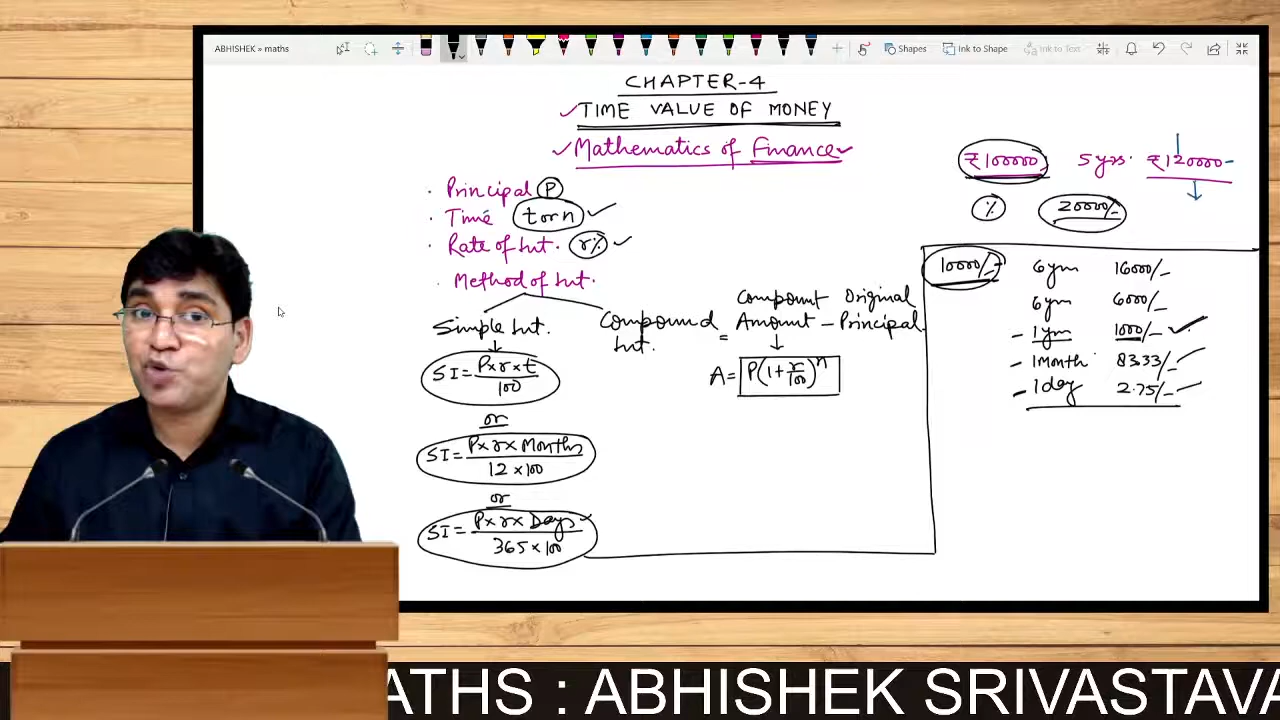 ABHISHEK » maths
Shapes
Ink to Shape
Ink to Text
CHAPTER-4
TIME VALUE OF MONEY
Mathematics of Finance
₹100000 5 yrs. ₹120000
% 20000/-
· Principal P
· Time t or n
· Rate of Int. r%
· Method of Int.
Simple Int.
SI = P×r×t / 100
or
SI = P×r×Months / 12×100
or
SI = P×r×Days / 365×100
Compound Int. = Compound Amount - Original Principal
A = P(1+r/100)^n
10000/- 6 yrs 16000/-
6 yrs 6000/-
- 1 yrs 1000/-
- 1 Month 833.33/-
- 1 day 2.75/-
ATHS : ABHISHEK SRIVASTAVA